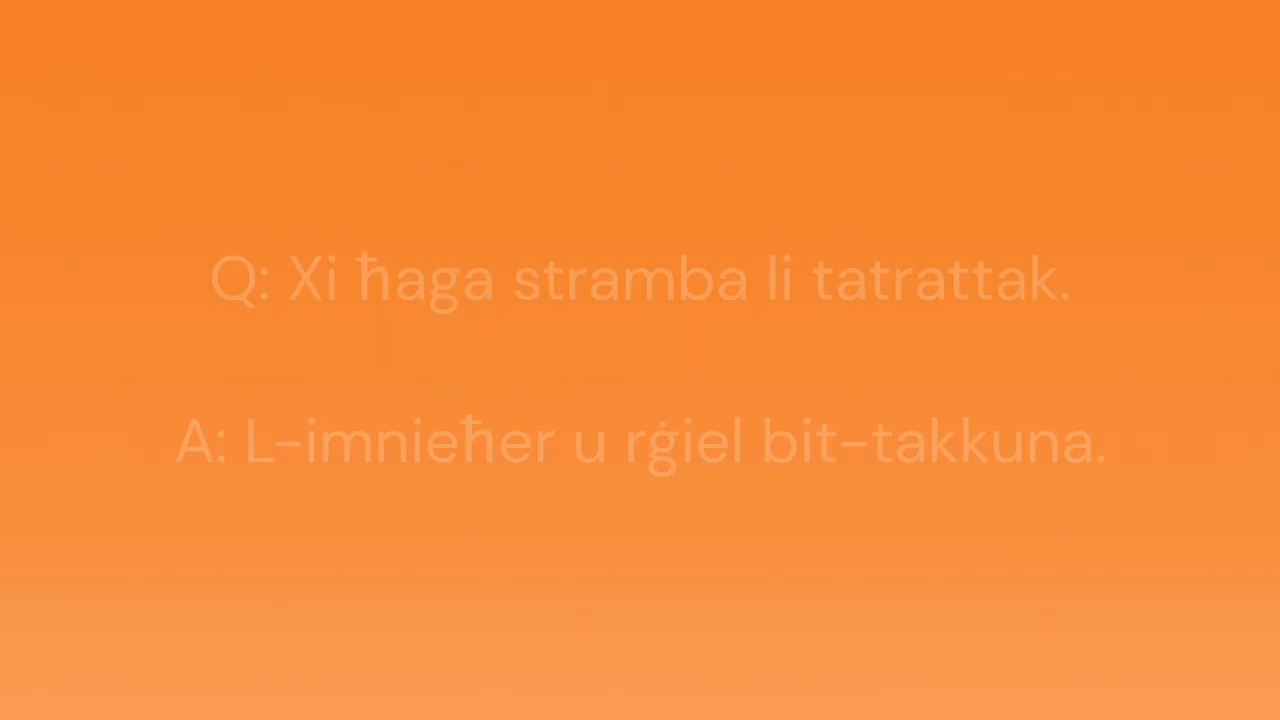 Q: Xi ħaga stramba li tatrattak.
A: L-imnieħer u rġiel bit-takkuna.